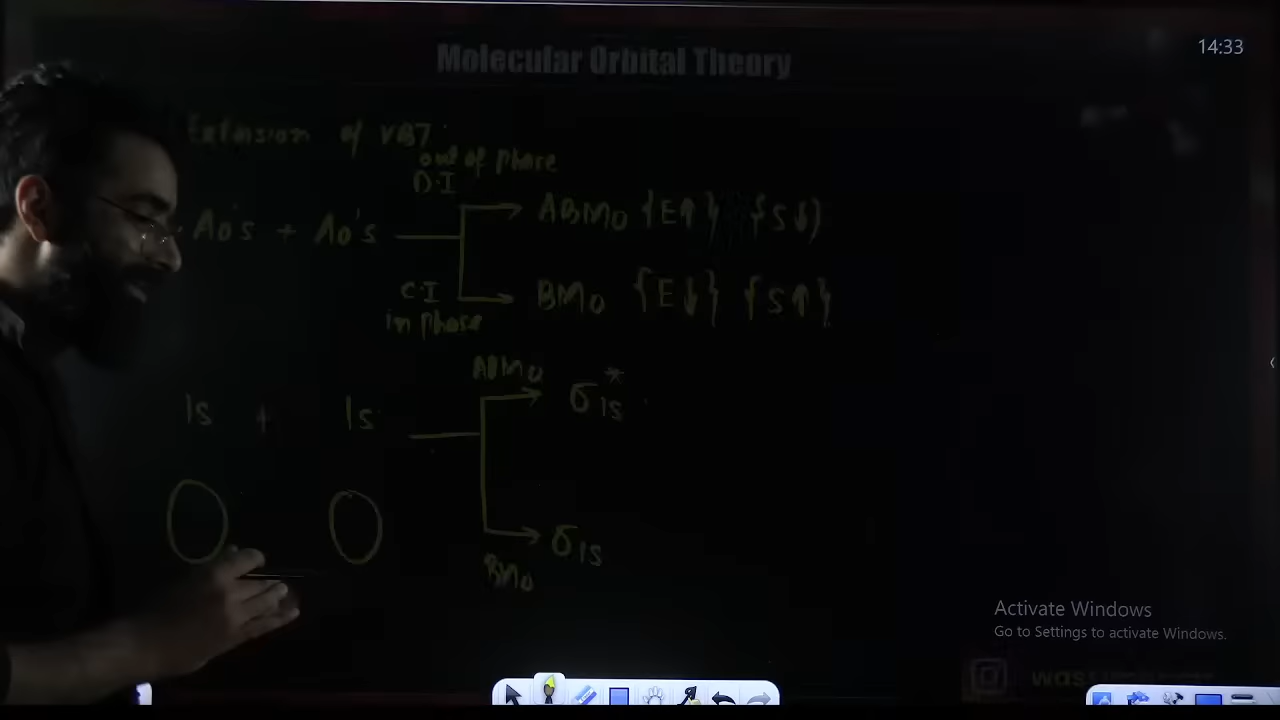 Molecular Orbital Theory
14:33
Extension of VBT
out of phase
D.I
AO's + AO's
ABMO {E↑} {S↓}
C.I
BMO {E↓} {S↑}
in phase
ABMO
σ*1s
1s + 1s
σ1s
BMO
Activate Windows
Go to Settings to activate Windows.